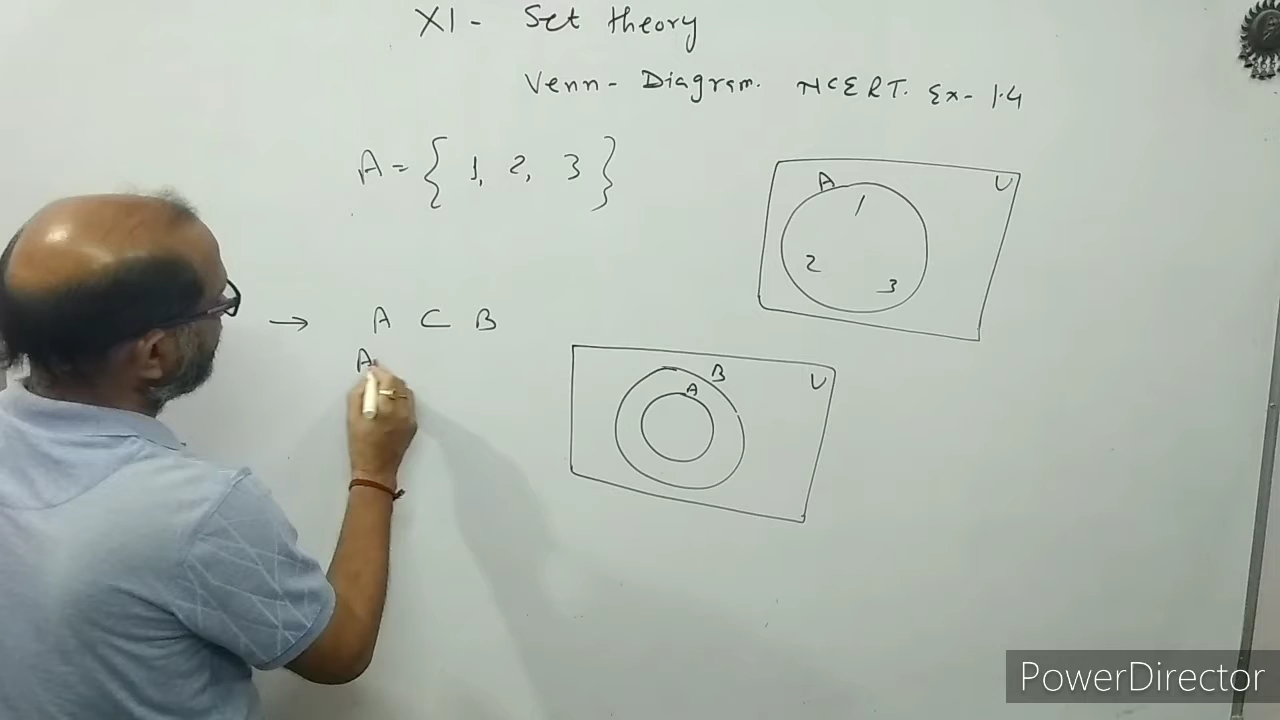 XI - Set theory
Venn - Diagram. NCERT. Ex - 1.4
A = { 1, 2, 3 }
A U
1
2
3
→ A ⊂ B
A
B U
A
PowerDirector